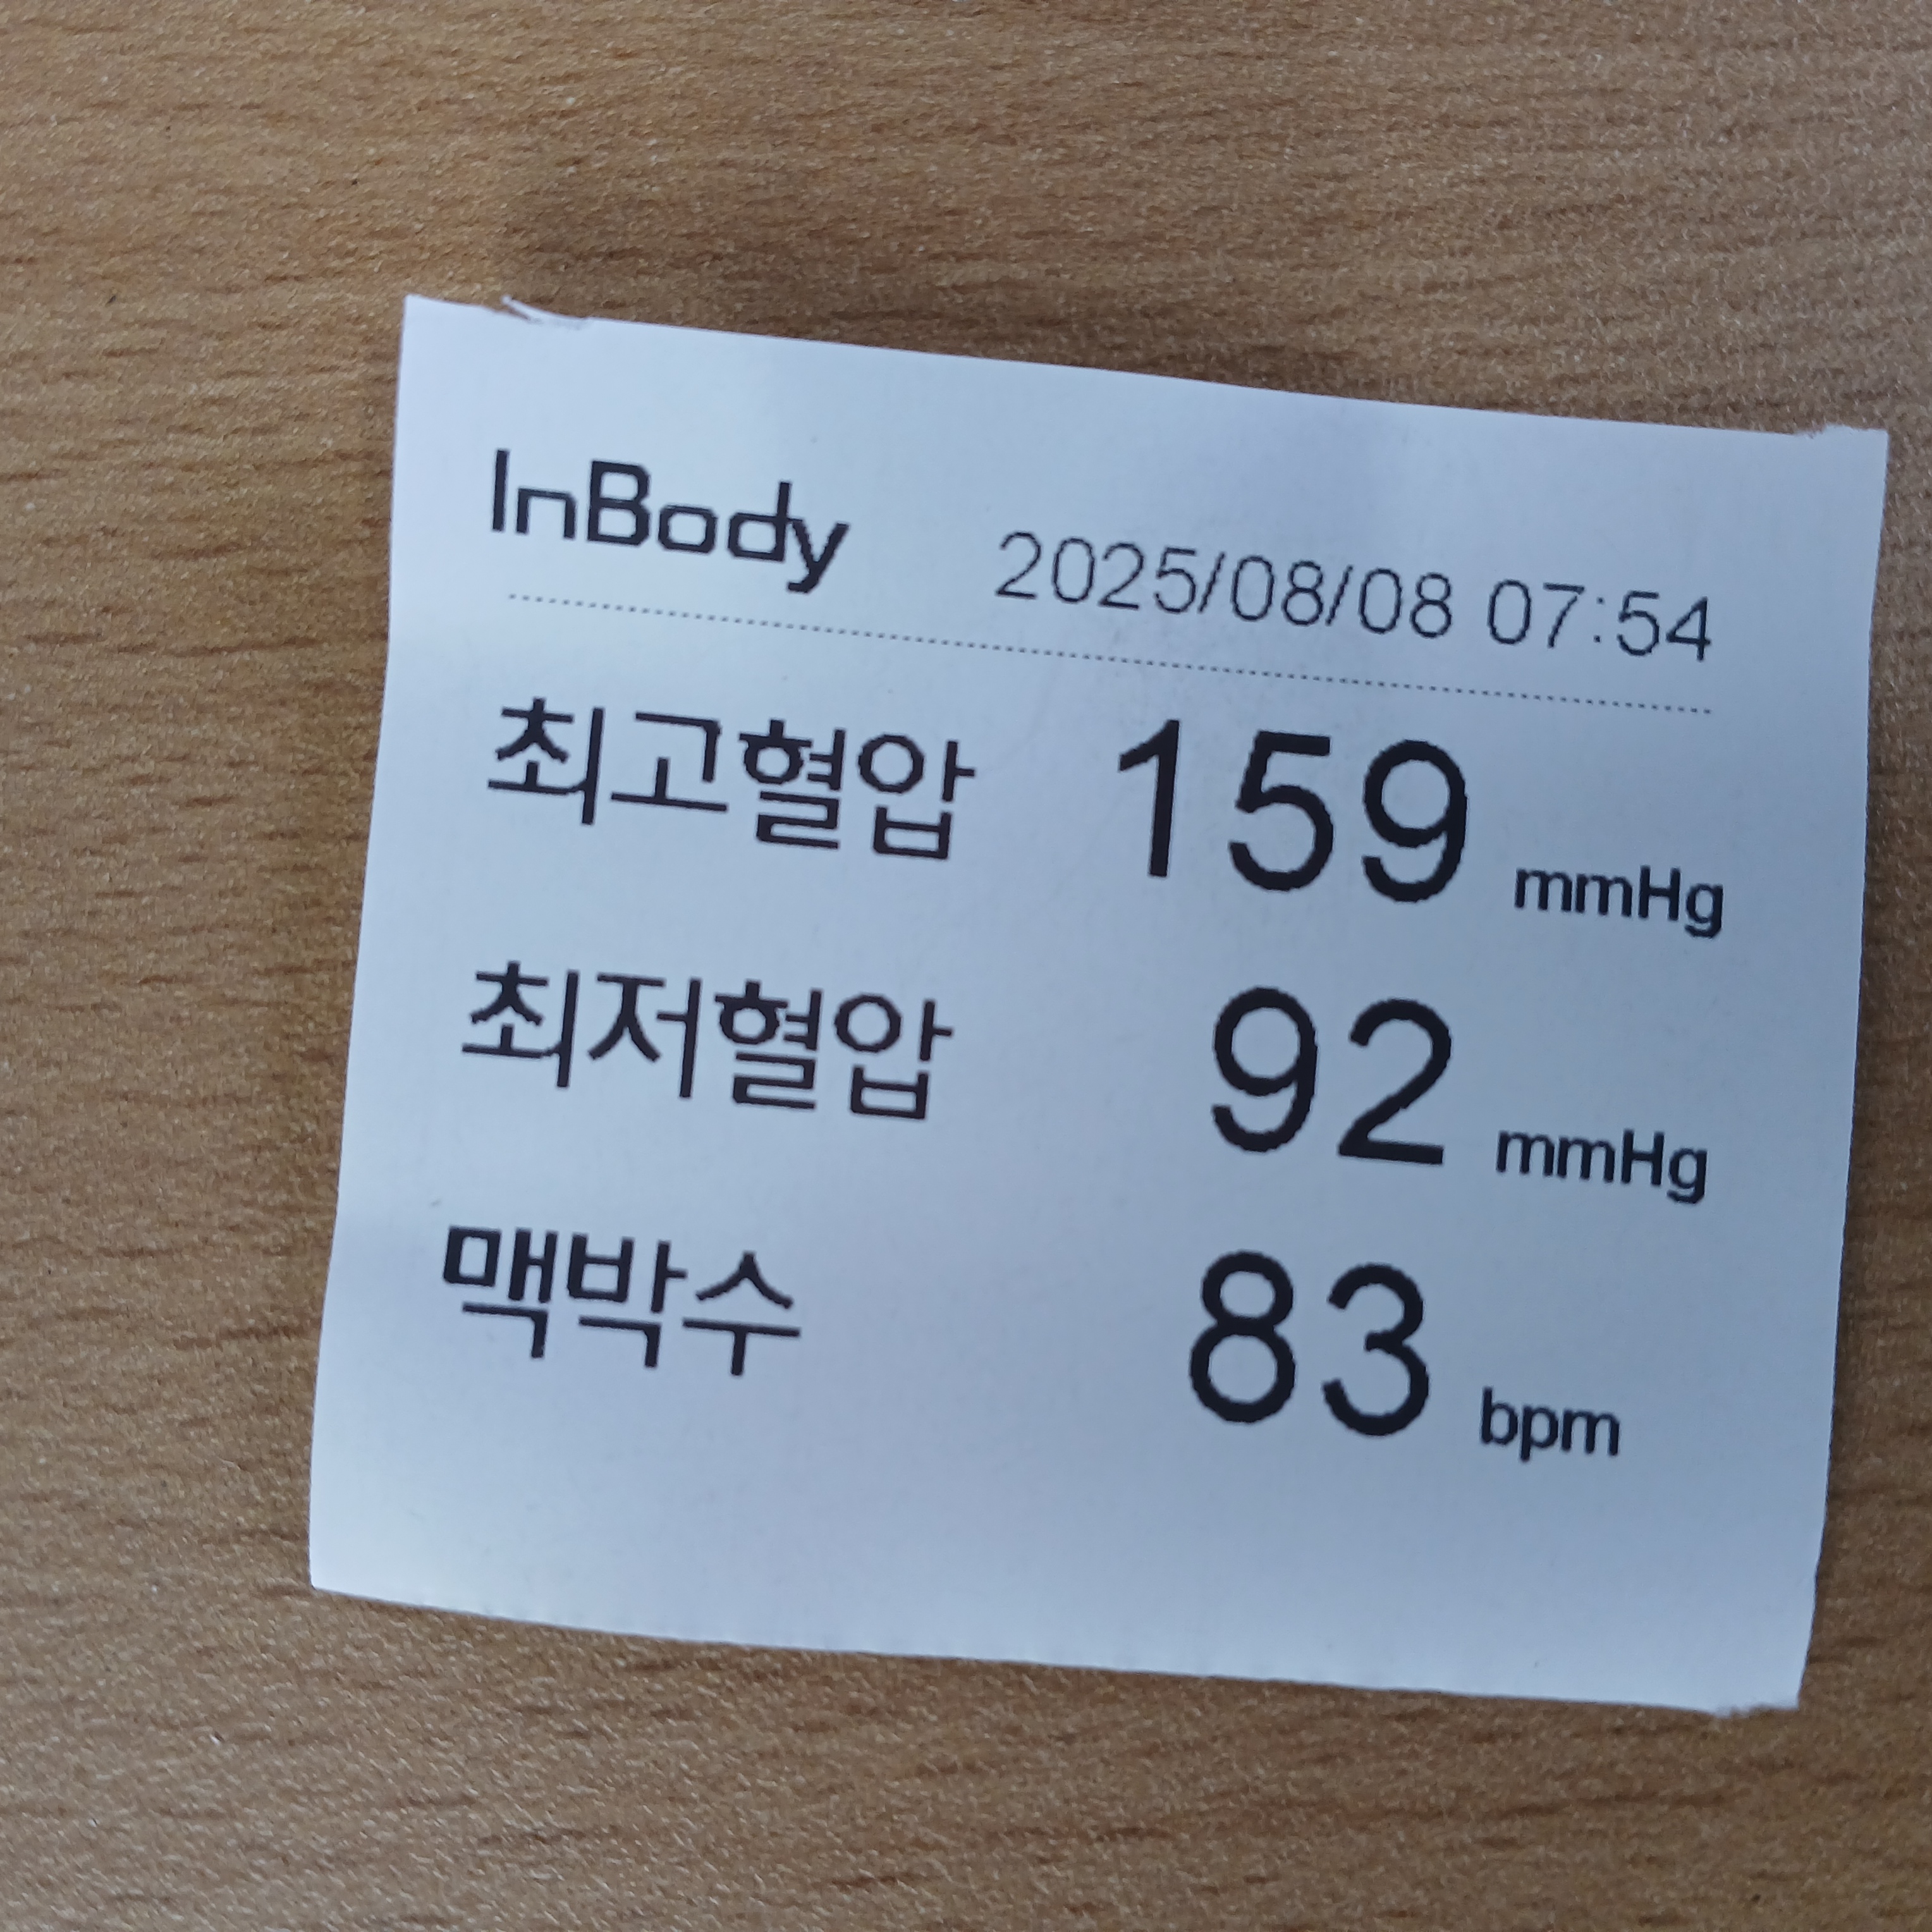 InBody 2025/08/08 07:54
최고혈압 159 mmHg
최저혈압 92 mmHg
맥박수 83 bpm